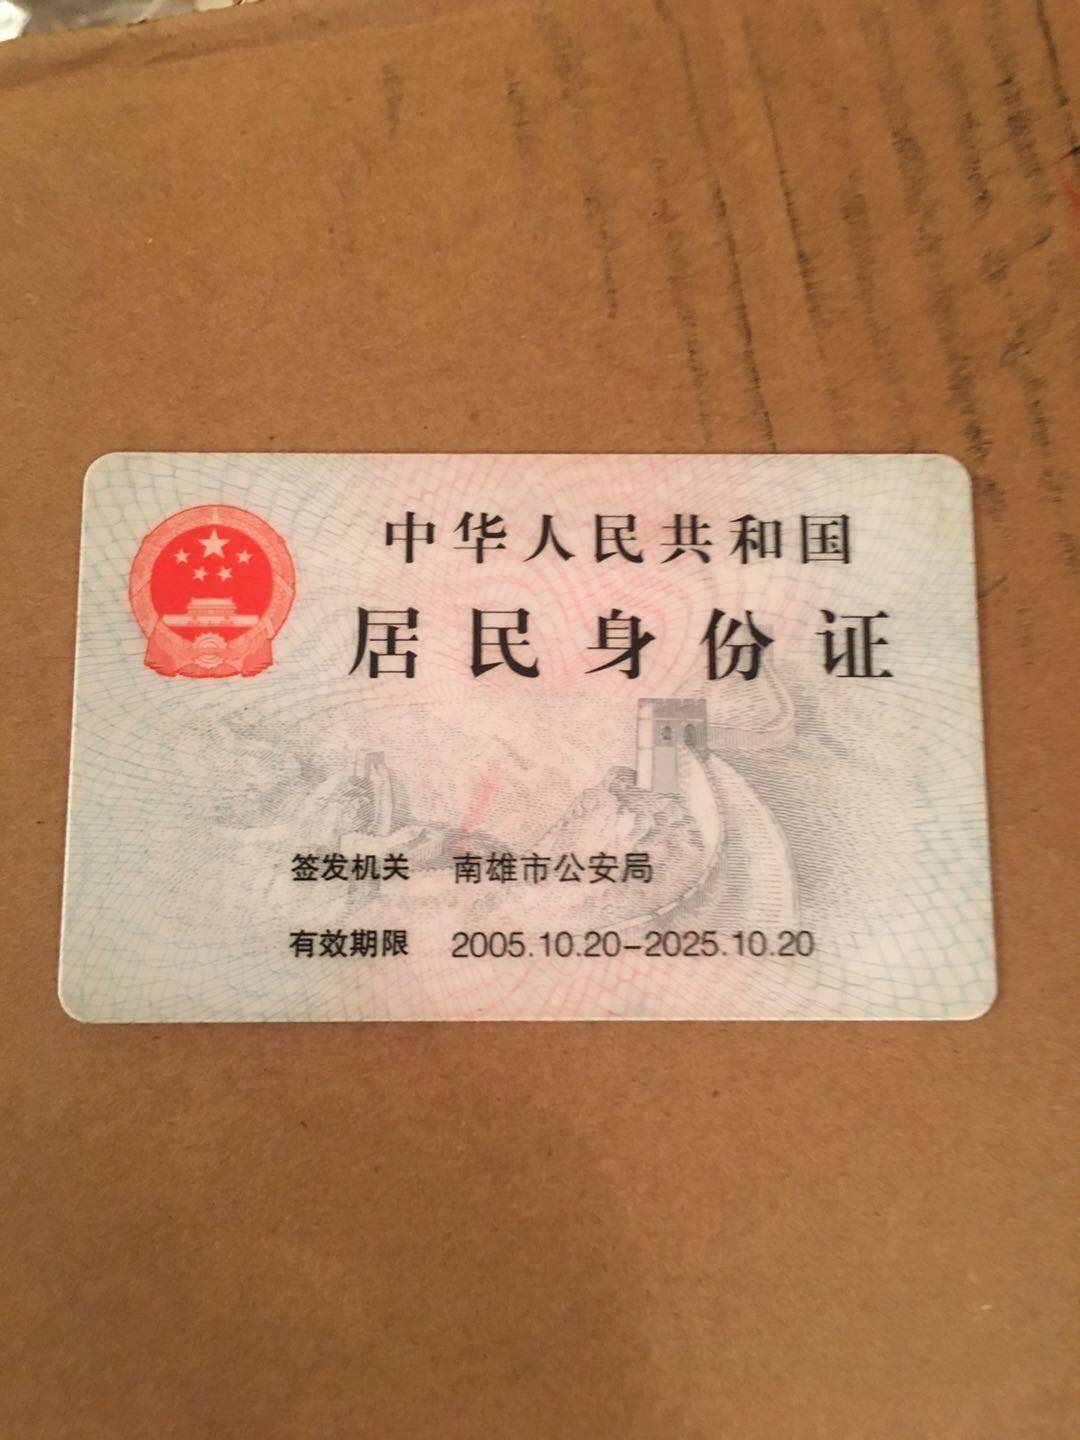 中华人民共和国
居民身份证
签发机关 南雄市公安局
有效期限 2005.10.20-2025.10.20